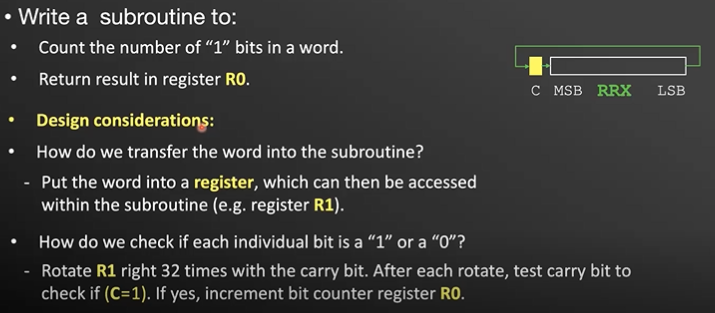 • Write a subroutine to:
• Count the number of “1” bits in a word.
• Return result in register R0.
C MSB RRX LSB
• Design considerations:
• How do we transfer the word into the subroutine?
- Put the word into a register, which can then be accessed
within the subroutine (e.g. register R1).
• How do we check if each individual bit is a “1” or a “0”?
- Rotate R1 right 32 times with the carry bit. After each rotate, test carry bit to
check if (C=1). If yes, increment bit counter register R0.